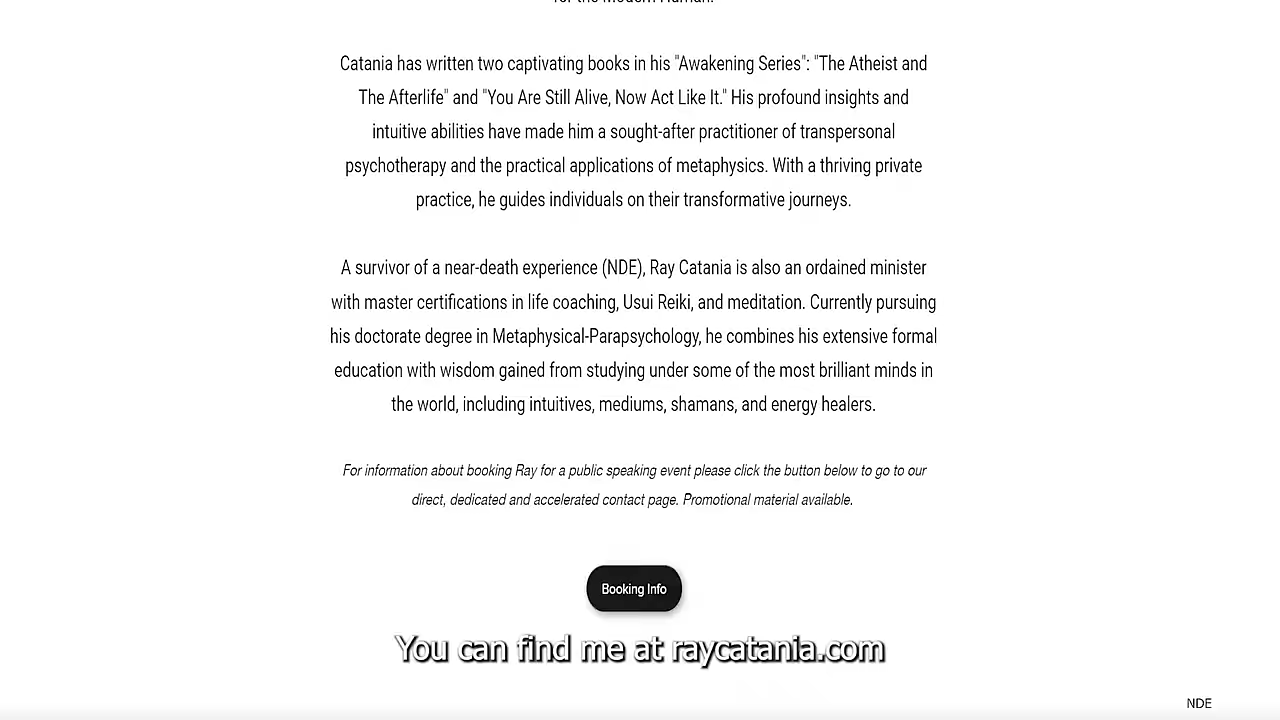 for the Modern Human.
Catania has written two captivating books in his "Awakening Series": "The Atheist and
The Afterlife" and "You Are Still Alive, Now Act Like It." His profound insights and
intuitive abilities have made him a sought-after practitioner of transpersonal
psychotherapy and the practical applications of metaphysics. With a thriving private
practice, he guides individuals on their transformative journeys.
A survivor of a near-death experience (NDE), Ray Catania is also an ordained minister
with master certifications in life coaching, Usui Reiki, and meditation. Currently pursuing
his doctorate degree in Metaphysical-Parapsychology, he combines his extensive formal
education with wisdom gained from studying under some of the most brilliant minds in
the world, including intuitives, mediums, shamans, and energy healers.
For information about booking Ray for a public speaking event please click the button below to go to our
direct, dedicated and accelerated contact page. Promotional material available.
Booking Info
You can find me at raycatania.com
NDE